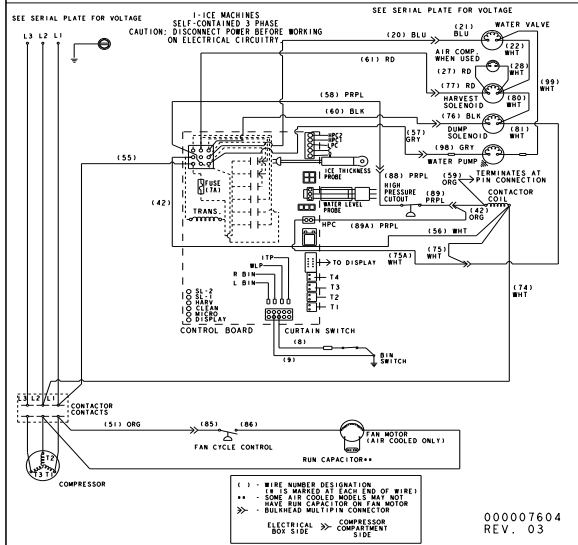 SEE SERIAL PLATE FOR VOLTAGE
I-ICE MACHINES
SELF-CONTAINED 3 PHASE
CAUTION: DISCONNECT POWER BEFORE WORKING
ON ELECTRICAL CIRCUITRY
SEE SERIAL PLATE FOR VOLTAGE
L3 L2 L1
(20) BLU
(21)
BLU
WATER VALVE
(22)
WHT
AIR COMP.
WHEN USED
(61) RD
(27) RD
(28)
WHT
(99)
WHT
(77) RD
HARVEST
SOLENOID
(80)
WHT
(58) PRPL
(60) BLK
(76) BLK
DUMP
SOLENOID
(81)
WHT
(57)
GRY
(98) GRY
WATER PUMP
HPC2
HPC1
LPC
(55)
ICE THICKNESS
PROBE
(88) PRPL
(59)
ORG
TERMINATES AT
PIN CONNECTION
FUSE
(7A)
(42)
TRANS.
WATER LEVEL
PROBE
HIGH
PRESSURE
CUTOUT
(89)
PRPL
CONTACTOR
COIL
(42)
ORG
HPC
(89A) PRPL
(56) WHT
TO DISPLAY
(75A)
WHT
(75)
WHT
(74)
WHT
ITP
WLP
R BIN
L BIN
T4
T3
T2
T1
SL-2
SL-1
HARV
CLEAN
MICRO
DISPLAY
CONTROL BOARD
CURTAIN SWITCH
(8)
(9)
BIN
SWITCH
L3 L2 L1
CONTACTOR
CONTACTS
(51) ORG
(85)
(86)
FAN CYCLE CONTROL
FAN MOTOR
(AIR COOLED ONLY)
RUN CAPACITOR**
T2
T3 T1
COMPRESSOR
( ) - WIRE NUMBER DESIGNATION
(# IS MARKED AT EACH END OF WIRE)
** - SOME AIR COOLED MODELS MAY NOT
HAVE RUN CAPACITOR ON FAN MOTOR
>>- - BULKHEAD MULTIPIN CONNECTOR
ELECTRICAL >>- COMPRESSOR
BOX SIDE COMPARTMENT
SIDE
000007604
REV. 03